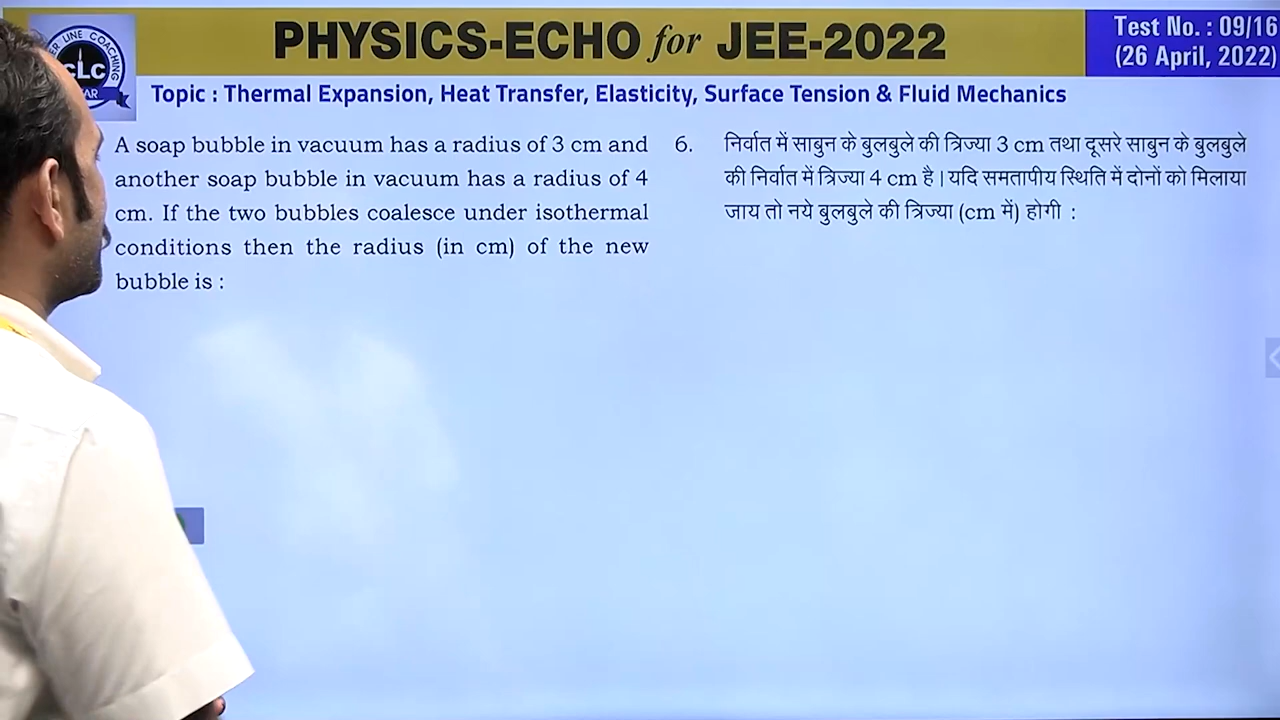 PHYSICS-ECHO for JEE-2022
Test No. : 09/16
(26 April, 2022)
LINE COACHING
CLC
Topic : Thermal Expansion, Heat Transfer, Elasticity, Surface Tension & Fluid Mechanics
A soap bubble in vacuum has a radius of 3 cm and
another soap bubble in vacuum has a radius of 4
cm. If the two bubbles coalesce under isothermal
conditions then the radius (in cm) of the new
bubble is :
6. निर्वात में साबुन के बुलबुले की त्रिज्या 3 cm तथा दूसरे साबुन के बुलबुले
की निर्वात में त्रिज्या 4 cm है। यदि समतापीय स्थिति में दोनों को मिलाया
जाय तो नये बुलबुले की त्रिज्या (cm में) होगी :